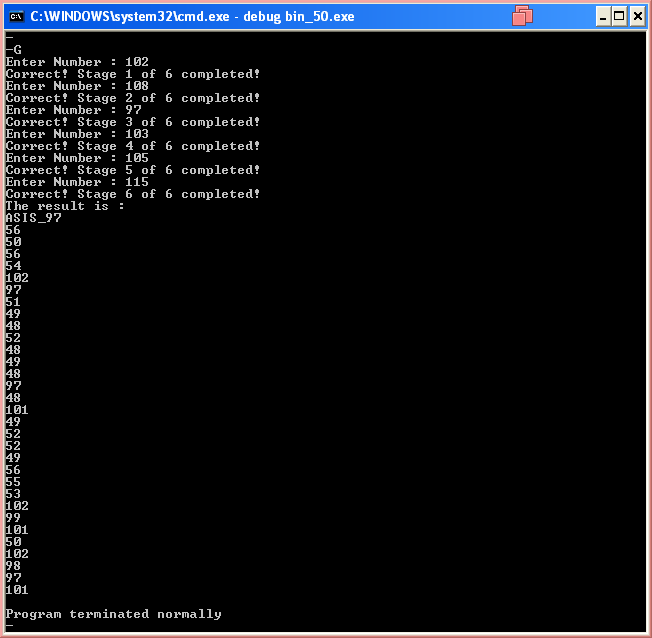 C:\WINDOWS\system32\cmd.exe - debug bin_50.exe
-
-G
Enter Number : 102
Correct! Stage 1 of 6 completed!
Enter Number : 108
Correct! Stage 2 of 6 completed!
Enter Number : 97
Correct! Stage 3 of 6 completed!
Enter Number : 103
Correct! Stage 4 of 6 completed!
Enter Number : 105
Correct! Stage 5 of 6 completed!
Enter Number : 115
Correct! Stage 6 of 6 completed!
The result is :
ASIS_97
56
50
56
54
102
97
51
49
48
52
48
49
48
97
48
101
49
52
52
49
56
55
53
102
99
101
50
102
98
97
101
Program terminated normally
-